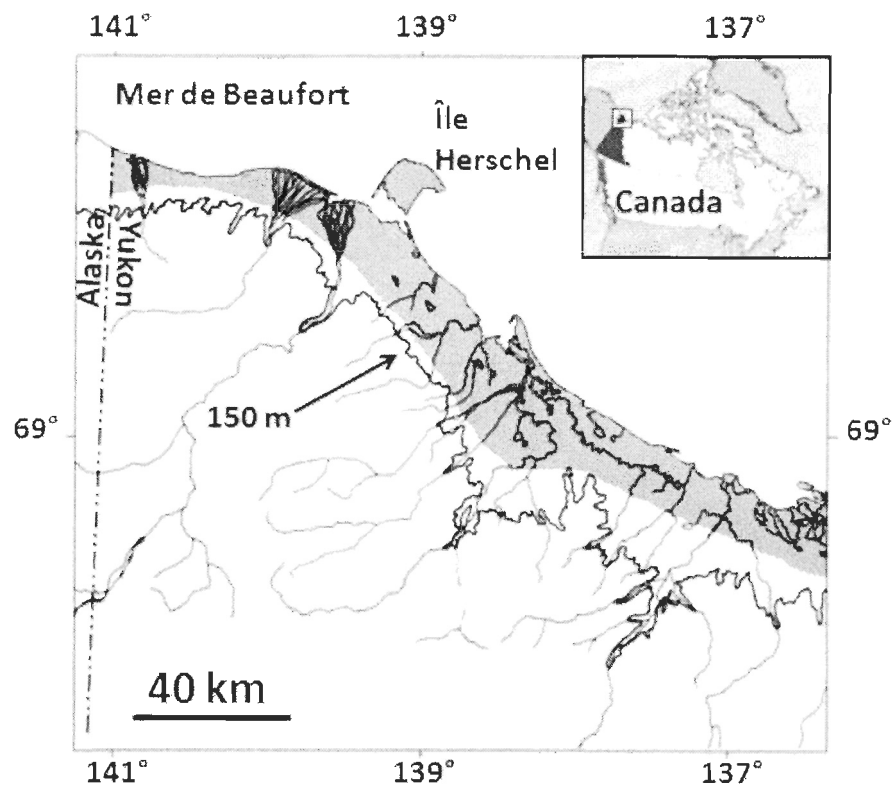 141°
139°
137°
Mer de Beaufort
Île
Herschel
Canada
Alaska
Yukon
150 m
69°
69°
40 km
141°
139°
137°